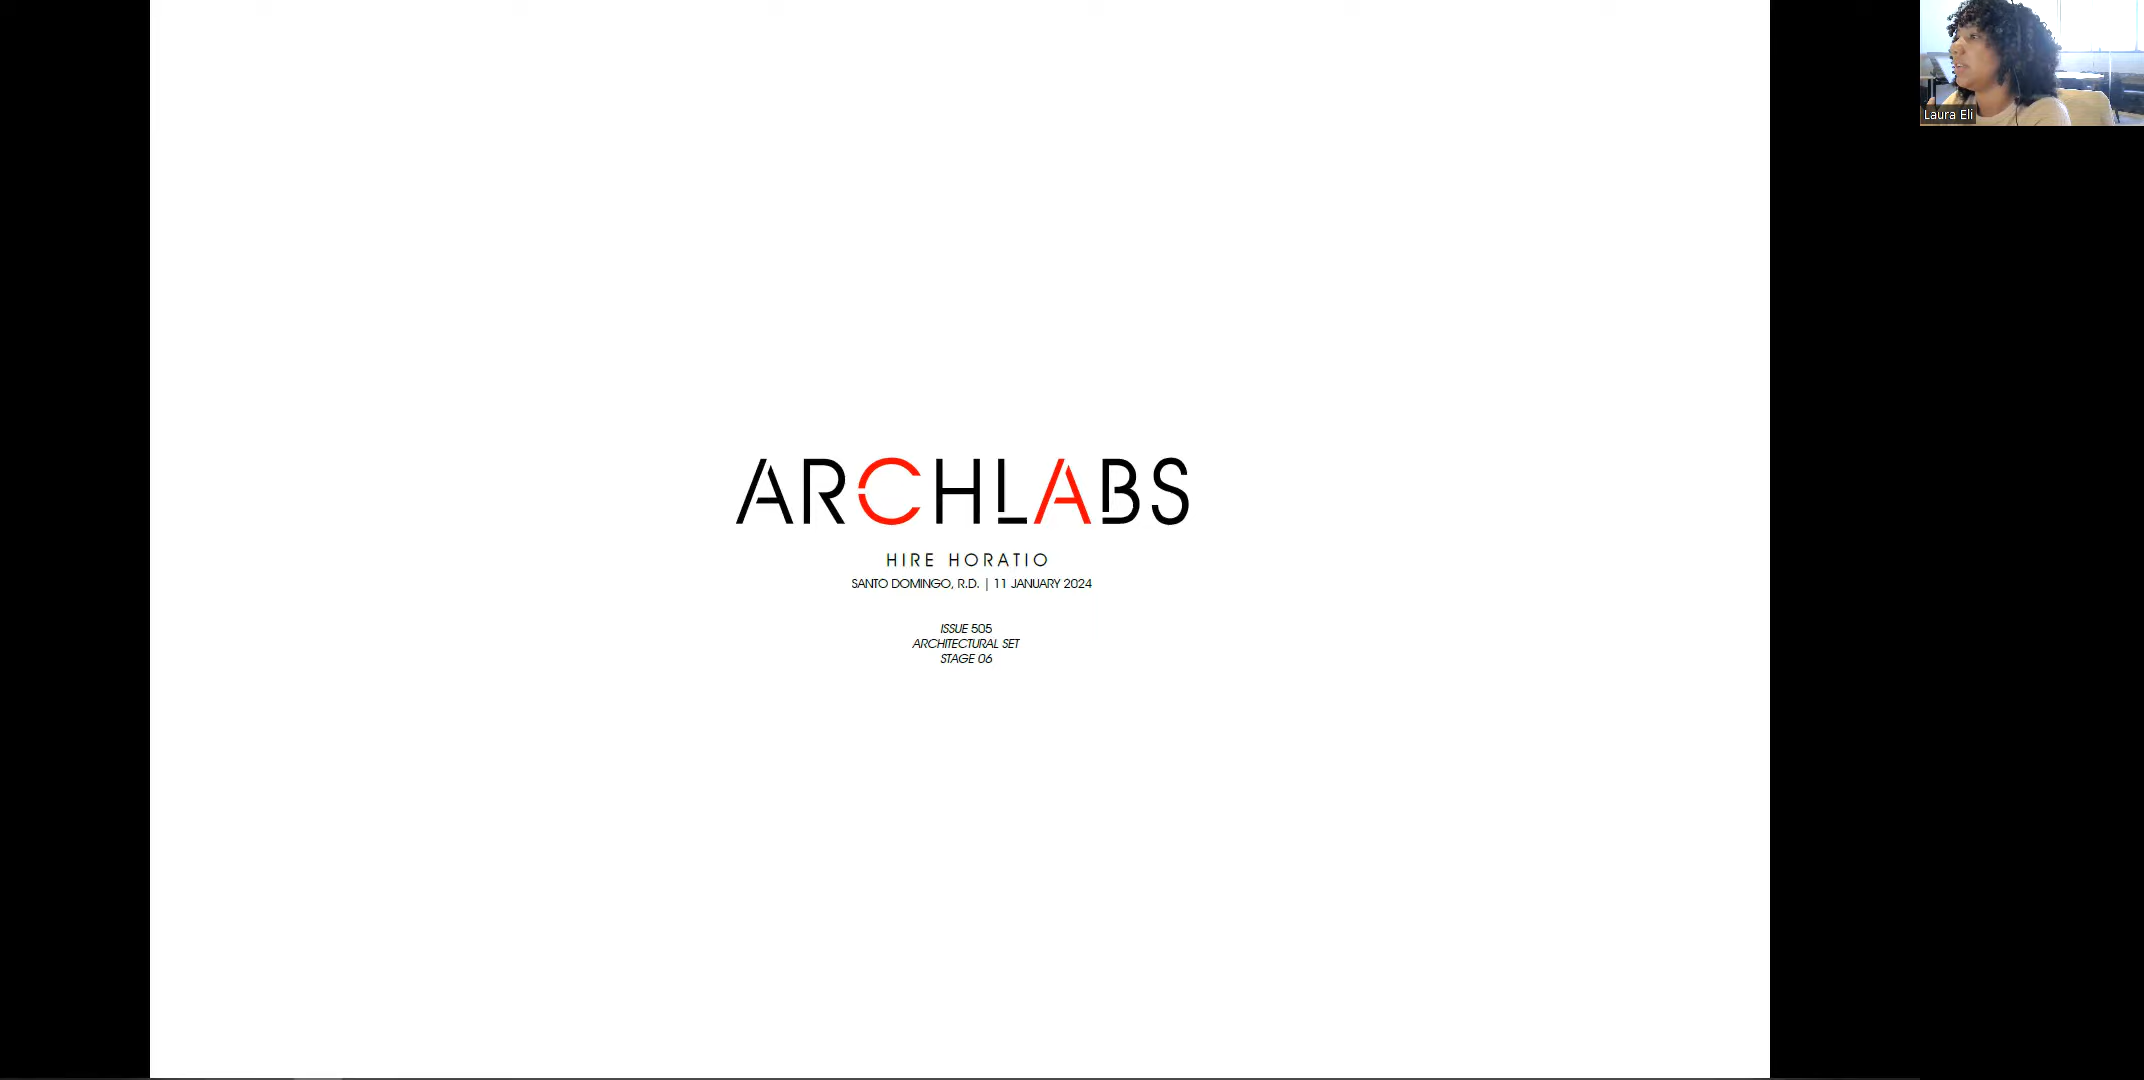 ARCHLABS
HIRE HORATIO
SANTO DOMINGO, R.D. | 11 JANUARY 2024
ISSUE 505
ARCHITECTURAL SET
STAGE 06
Laura Eli